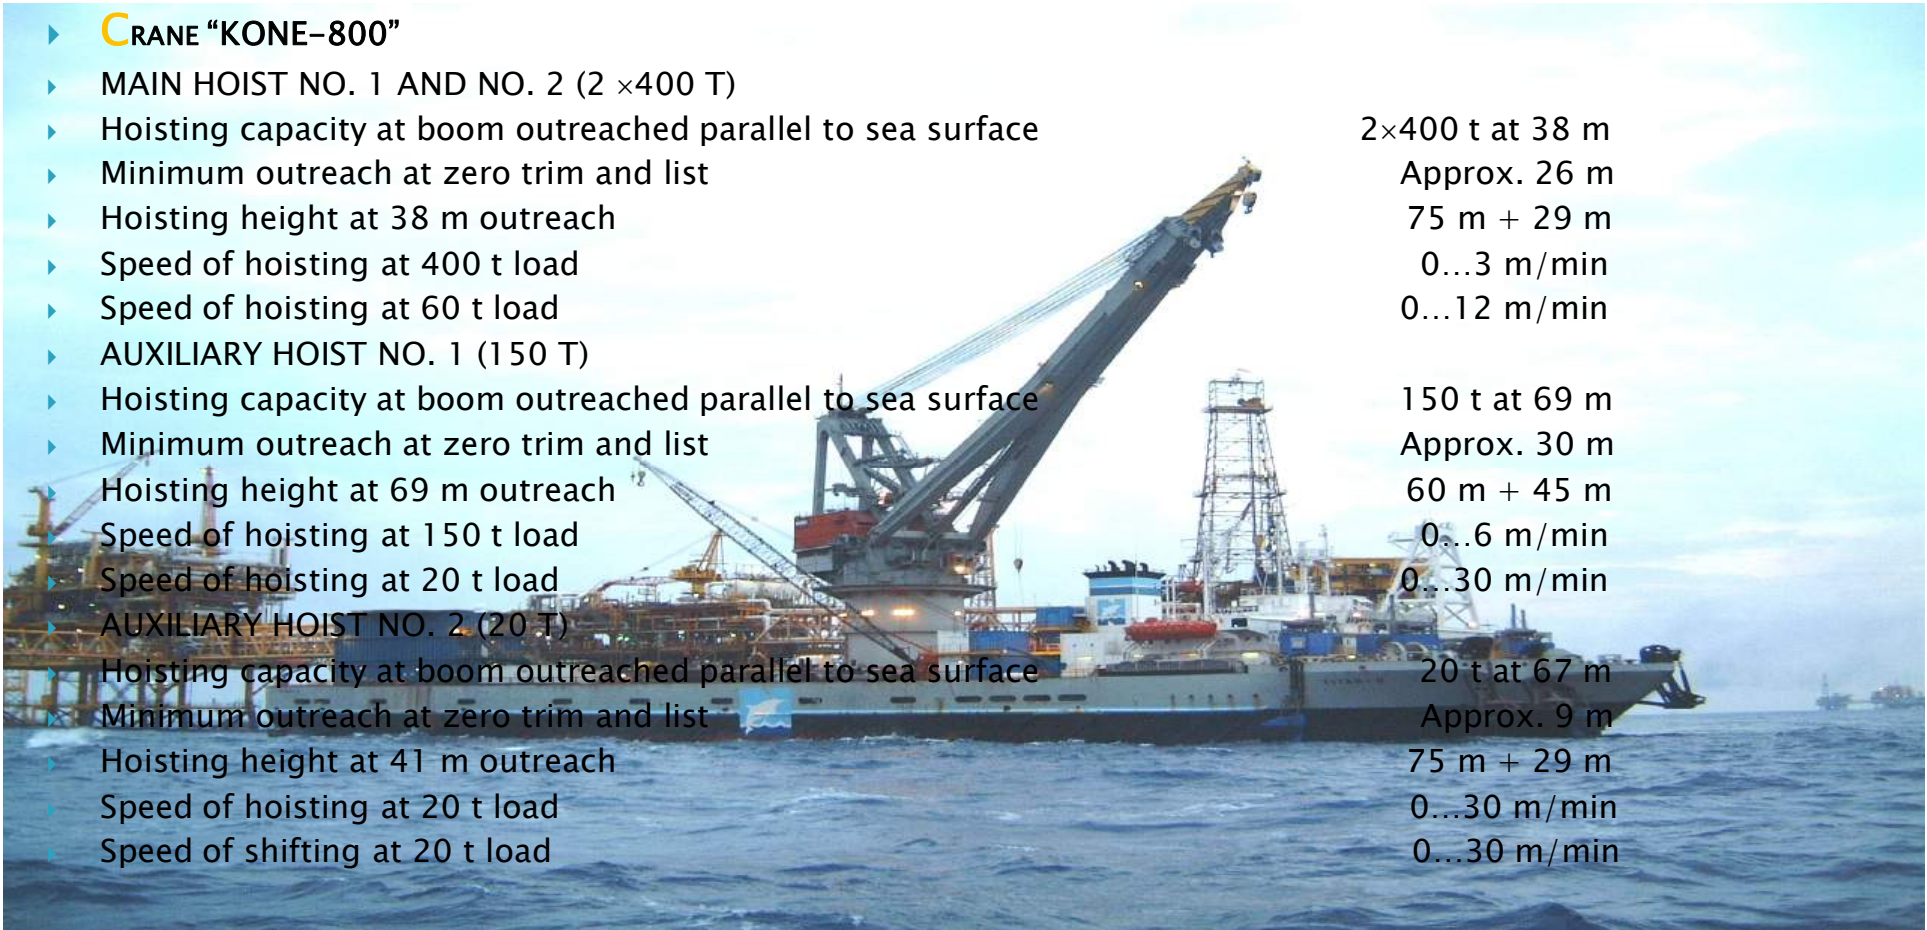 CRANE “KONE-800”
MAIN HOIST NO. 1 AND NO. 2 (2 ×400 T)
Hoisting capacity at boom outreached parallel to sea surface 2×400 t at 38 m
Minimum outreach at zero trim and list Approx. 26 m
Hoisting height at 38 m outreach 75 m + 29 m
Speed of hoisting at 400 t load 0...3 m/min
Speed of hoisting at 60 t load 0...12 m/min
AUXILIARY HOIST NO. 1 (150 T)
Hoisting capacity at boom outreached parallel to sea surface 150 t at 69 m
Minimum outreach at zero trim and list Approx. 30 m
Hoisting height at 69 m outreach 60 m + 45 m
Speed of hoisting at 150 t load 0...6 m/min
Speed of hoisting at 20 t load 0...30 m/min
AUXILIARY HOIST NO. 2 (20 T)
Hoisting capacity at boom outreached parallel to sea surface 20 t at 67 m
Minimum outreach at zero trim and list Approx. 9 m
Hoisting height at 41 m outreach 75 m + 29 m
Speed of hoisting at 20 t load 0...30 m/min
Speed of shifting at 20 t load 0...30 m/min